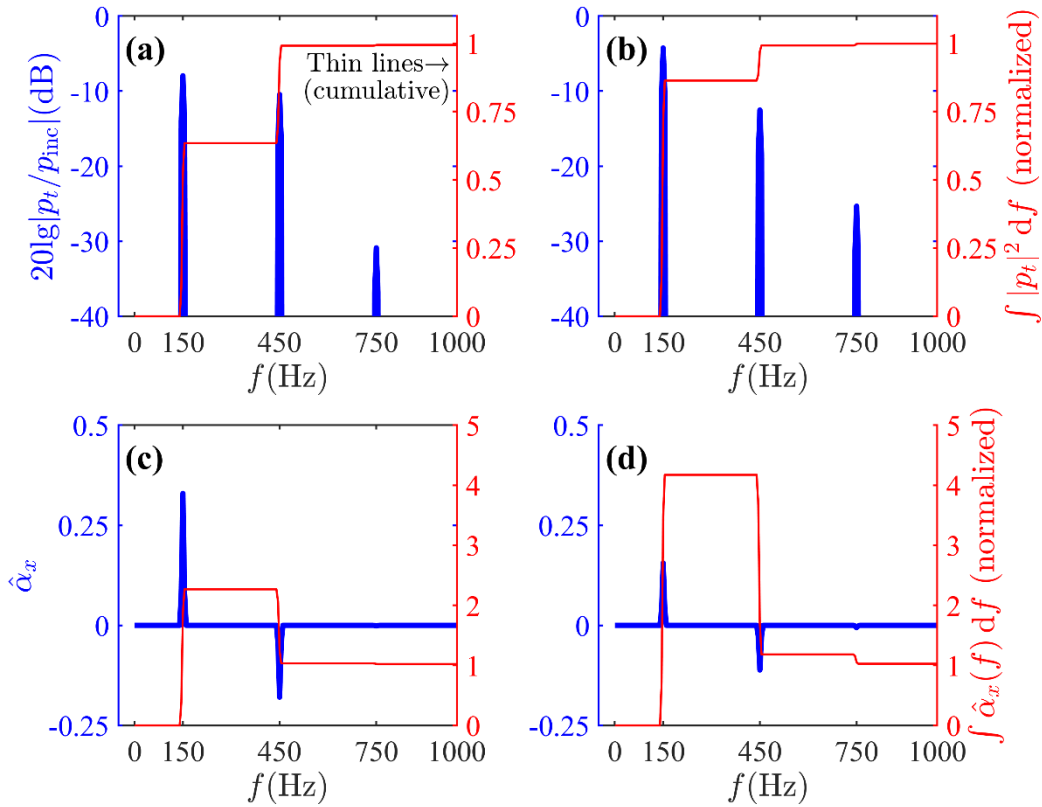 (a)
Thin lines→
(cumulative)
20lg|p_t/p_inc|(dB)
0
-10
-20
-30
-40
1
0.75
0.5
0.25
0
0 150 450 750 1000
f(Hz)
(b)
0
-10
-20
-30
-40
1
0.75
0.5
0.25
0
∫ |p_t|² df (normalized)
0 150 450 750 1000
f(Hz)
(c)
α̂_x
0.5
0.25
0
-0.25
5
4
3
2
1
0
0 150 450 750 1000
f(Hz)
(d)
0.5
0.25
0
-0.25
5
4
3
2
1
0
∫ α̂_x(f) df (normalized)
0 150 450 750 1000
f(Hz)